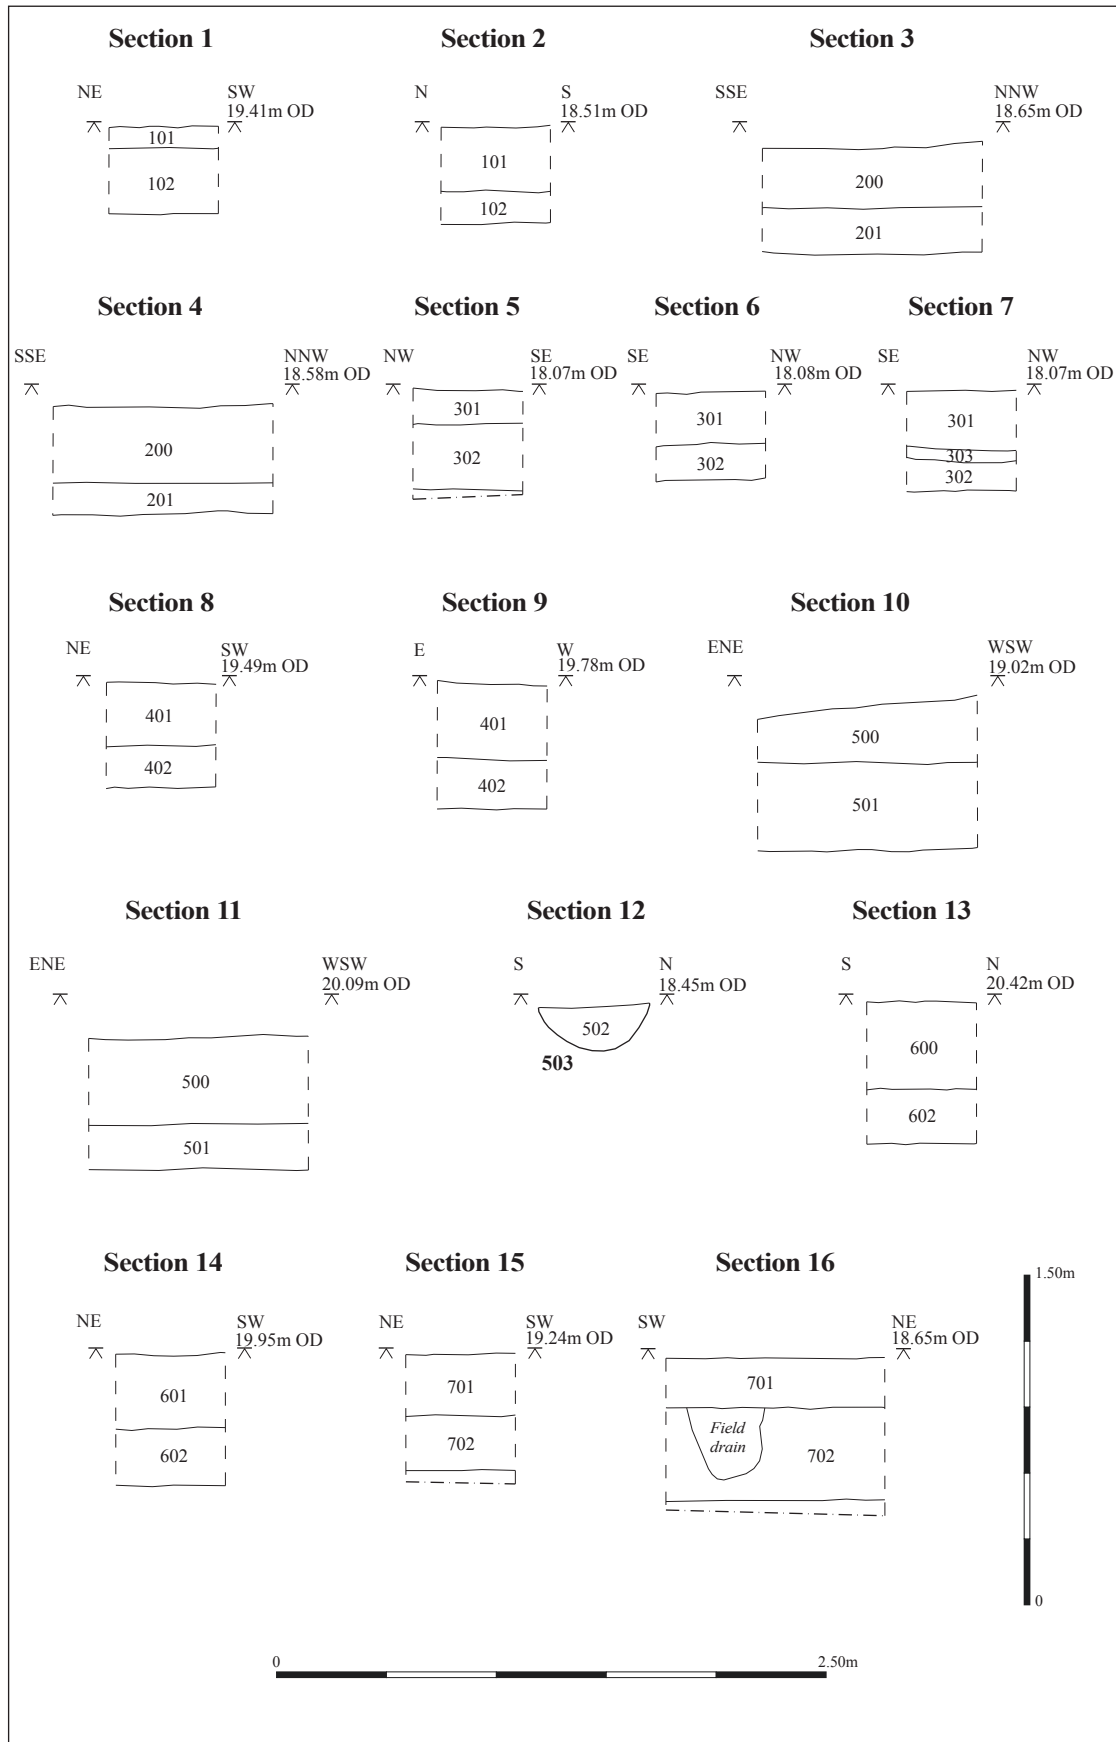 Section 1
NE
SW
19.41m OD
101
102
Section 2
N
S
18.51m OD
101
102
Section 3
SSE
NNW
18.65m OD
200
201
Section 4
SSE
NNW
18.58m OD
200
201
Section 5
NW
SE
18.07m OD
301
302
Section 6
SE
NW
18.08m OD
301
302
Section 7
SE
NW
18.07m OD
301
303
302
Section 8
NE
SW
19.49m OD
401
402
Section 9
E
W
19.78m OD
401
402
Section 10
ENE
WSW
19.02m OD
500
501
Section 11
ENE
WSW
20.09m OD
500
501
Section 12
S
N
18.45m OD
502
503
Section 13
S
N
20.42m OD
600
602
Section 14
NE
SW
19.95m OD
601
602
Section 15
NE
SW
19.24m OD
701
702
Section 16
SW
NE
18.65m OD
701
Field
drain
702
1.50m
0
0
2.50m